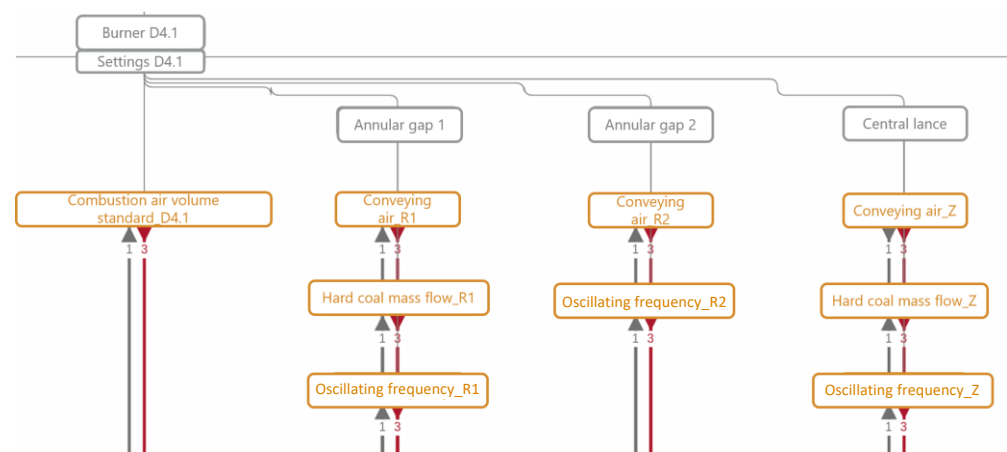 Burner D4.1
Settings D4.1
Annular gap 1
Annular gap 2
Central lance
Combustion air volume
standard_D4.1
Conveying
air_R1
Conveying
air_R2
Conveying air_Z
1 3
1 3
1 3
1 3
Hard coal mass flow_R1
Oscillating frequency_R2
Hard coal mass flow_Z
1 3
1 3
1 3
Oscillating frequency_R1
Oscillating frequency_Z
1 3
1 3